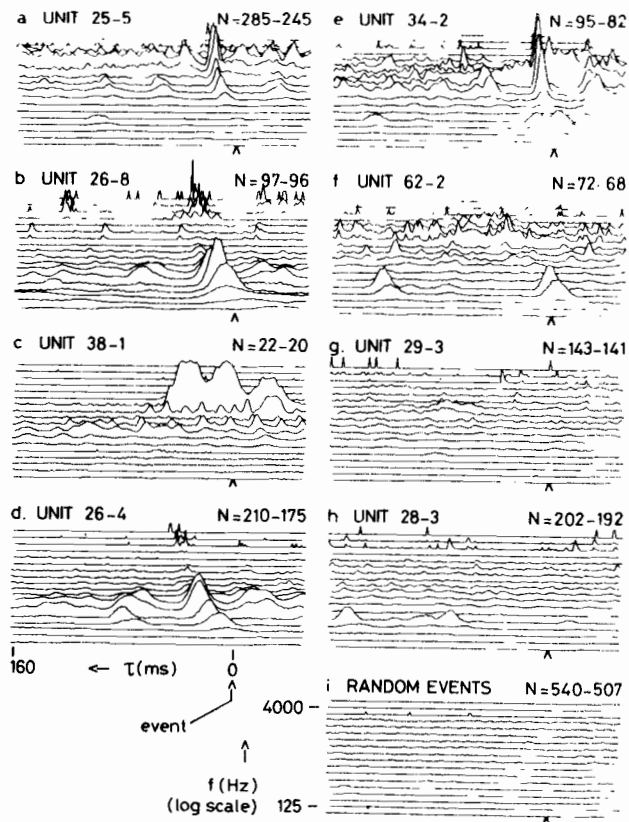 a UNIT 25-5 N=285-245
b UNIT 26-8 N=97-96
c UNIT 38-1 N=22-20
d. UNIT 26-4 N=210-175
160 <- τ(ms) 0
event
f (Hz)
(log scale)
e UNIT 34-2 N=95-82
f UNIT 62-2 N=72-68
g. UNIT 29-3 N=143-141
h UNIT 28-3 N=202-192
i RANDOM EVENTS N=540-507
4000 -
125 -